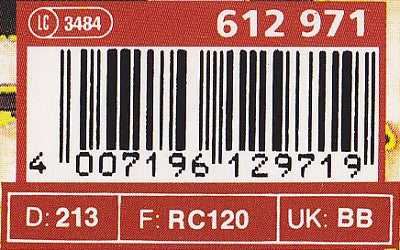 LC 3484 612 971
4 007196 129719
D: 213 F: RC120 UK: BB